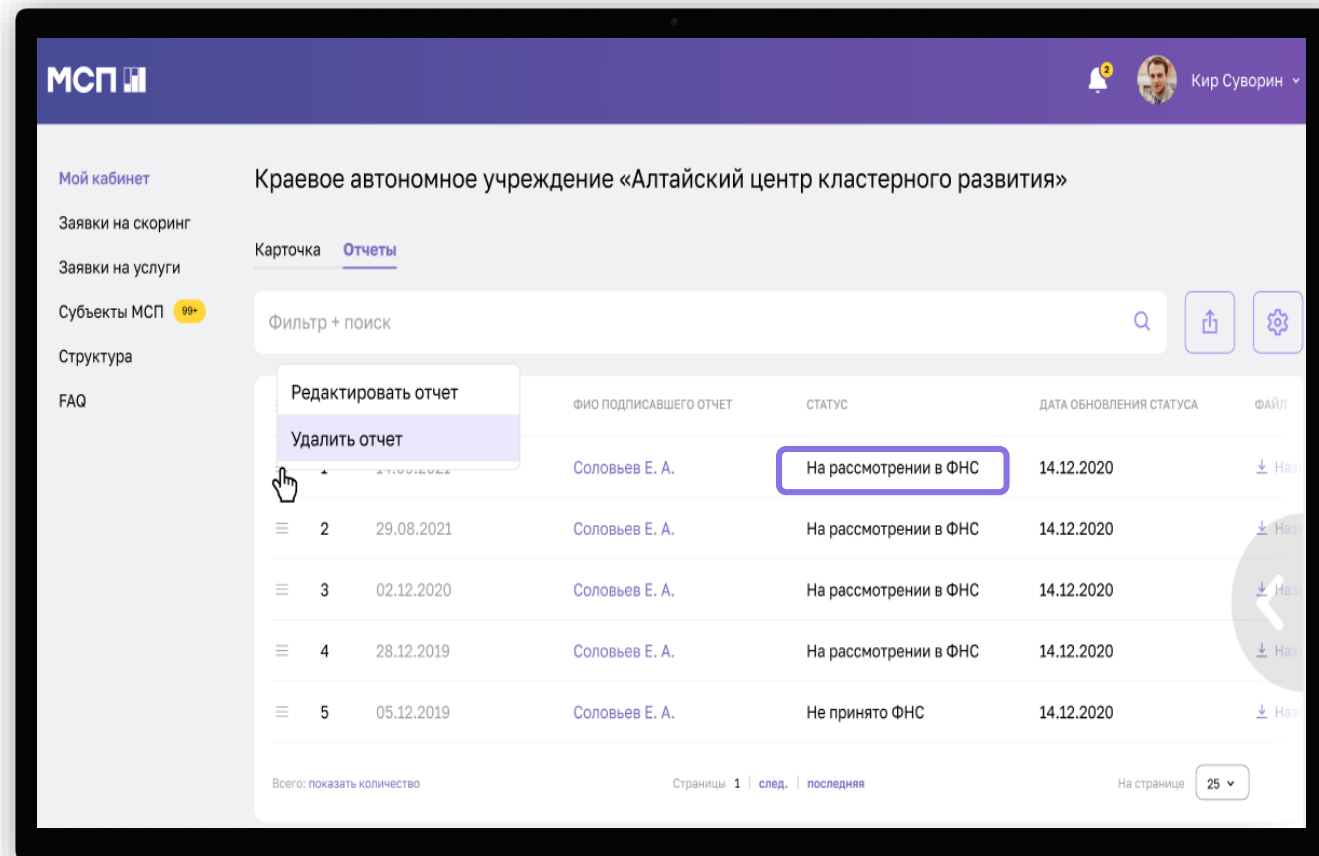 МСП
2
Кир Суворин
Мой кабинет
Заявки на скоринг
Заявки на услуги
Субъекты МСП 99+
Структура
FAQ
Краевое автономное учреждение «Алтайский центр кластерного развития»
Карточка Отчеты
Фильтр + поиск
Редактировать отчет
Удалить отчет
ФИО ПОДПИСАВШЕГО ОТЧЕТ СТАТУС ДАТА ОБНОВЛЕНИЯ СТАТУСА ФАЙЛ
1 Соловьев Е. А. На рассмотрении в ФНС 14.12.2020
2 29.08.2021 Соловьев Е. А. На рассмотрении в ФНС 14.12.2020
3 02.12.2020 Соловьев Е. А. На рассмотрении в ФНС 14.12.2020
4 28.12.2019 Соловьев Е. А. На рассмотрении в ФНС 14.12.2020
5 05.12.2019 Соловьев Е. А. Не принято ФНС 14.12.2020
Всего: показать количество Страницы 1 след. последняя На странице 25